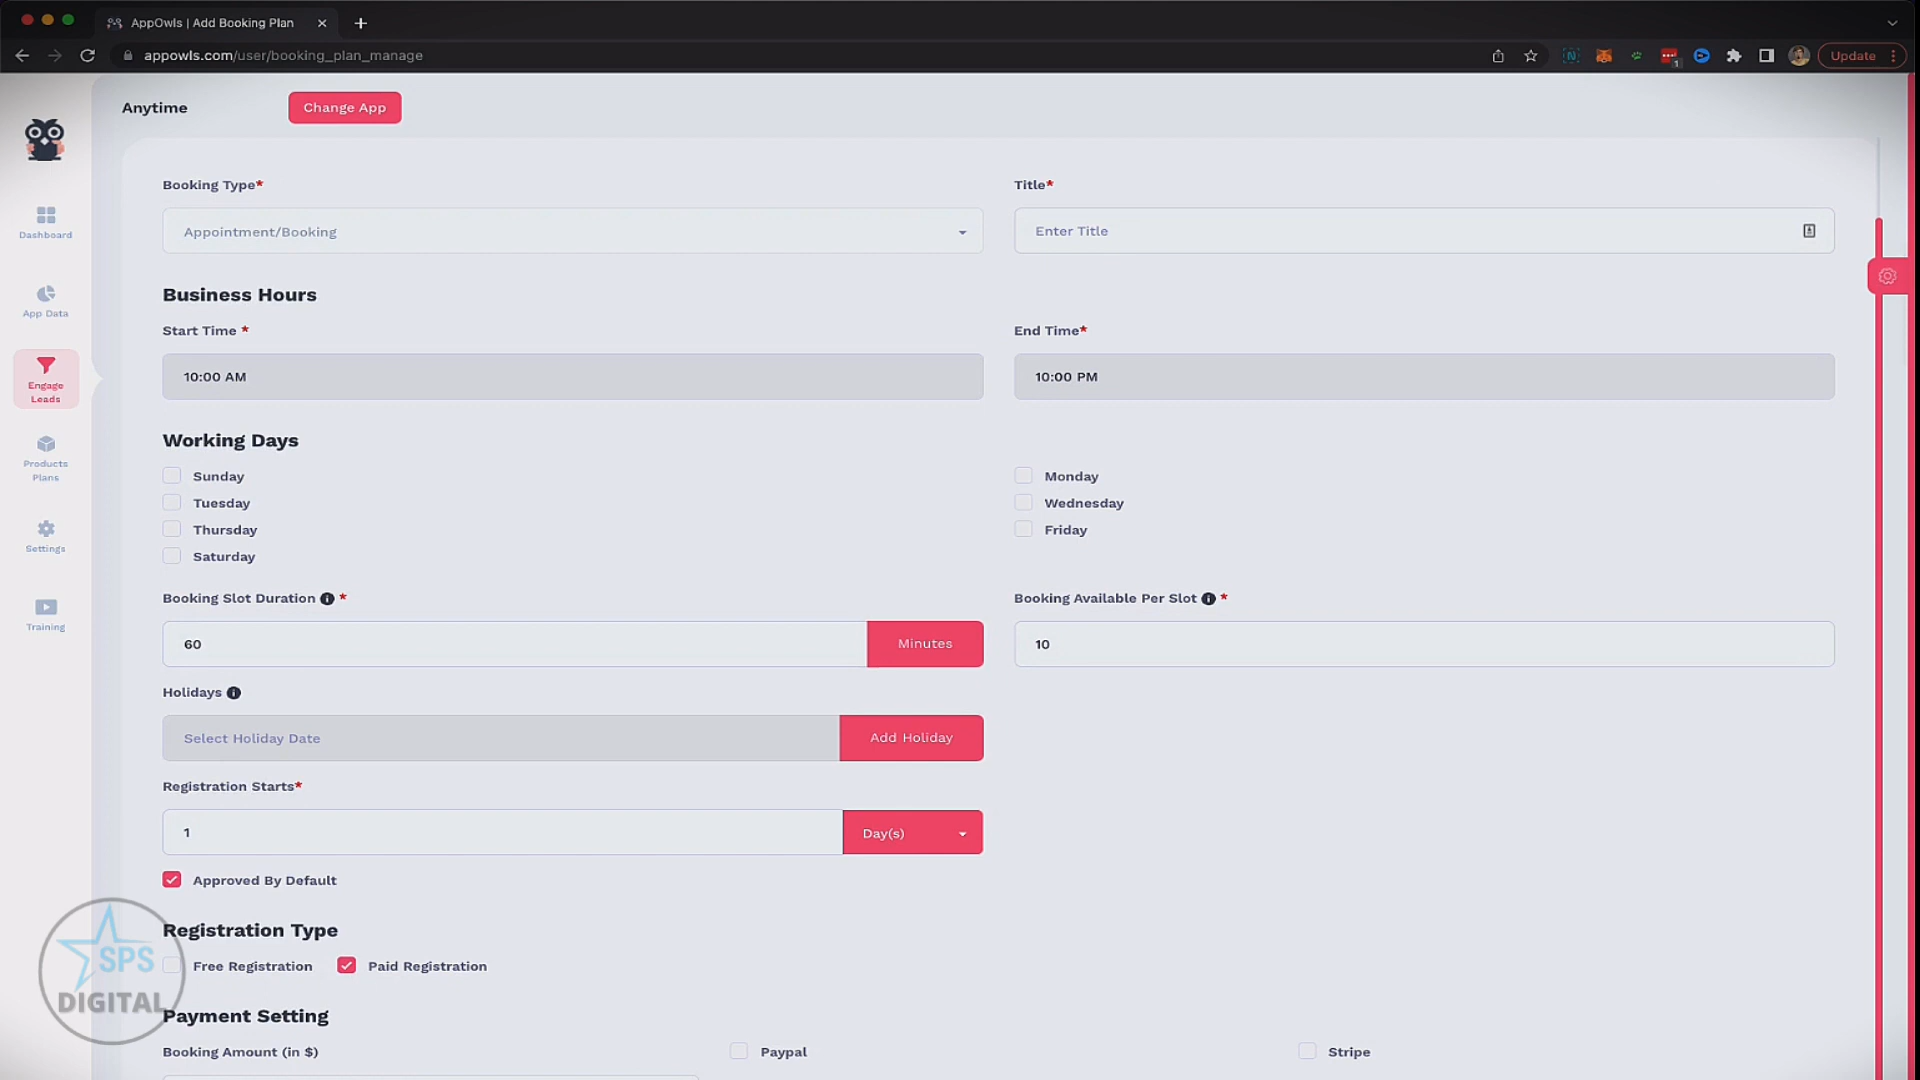 AppOwls | Add Booking Plan
appowls.com/user/booking_plan_manage
1
Update
Anytime
Change App
Dashboard
App Data
Engage
Leads
Products
Plans
Settings
Training
Booking Type*
Title*
Appointment/Booking
Enter Title
Business Hours
Start Time *
End Time*
10:00 AM
10:00 PM
Working Days
Sunday
Monday
Tuesday
Wednesday
Thursday
Friday
Saturday
Booking Slot Duration *
Booking Available Per Slot *
60
Minutes
10
Holidays
Select Holiday Date
Add Holiday
Registration Starts*
1
Day(s)
Approved By Default
Registration Type
Free Registration
Paid Registration
SPS
DIGITAL
Payment Setting
Booking Amount (in $)
Paypal
Stripe